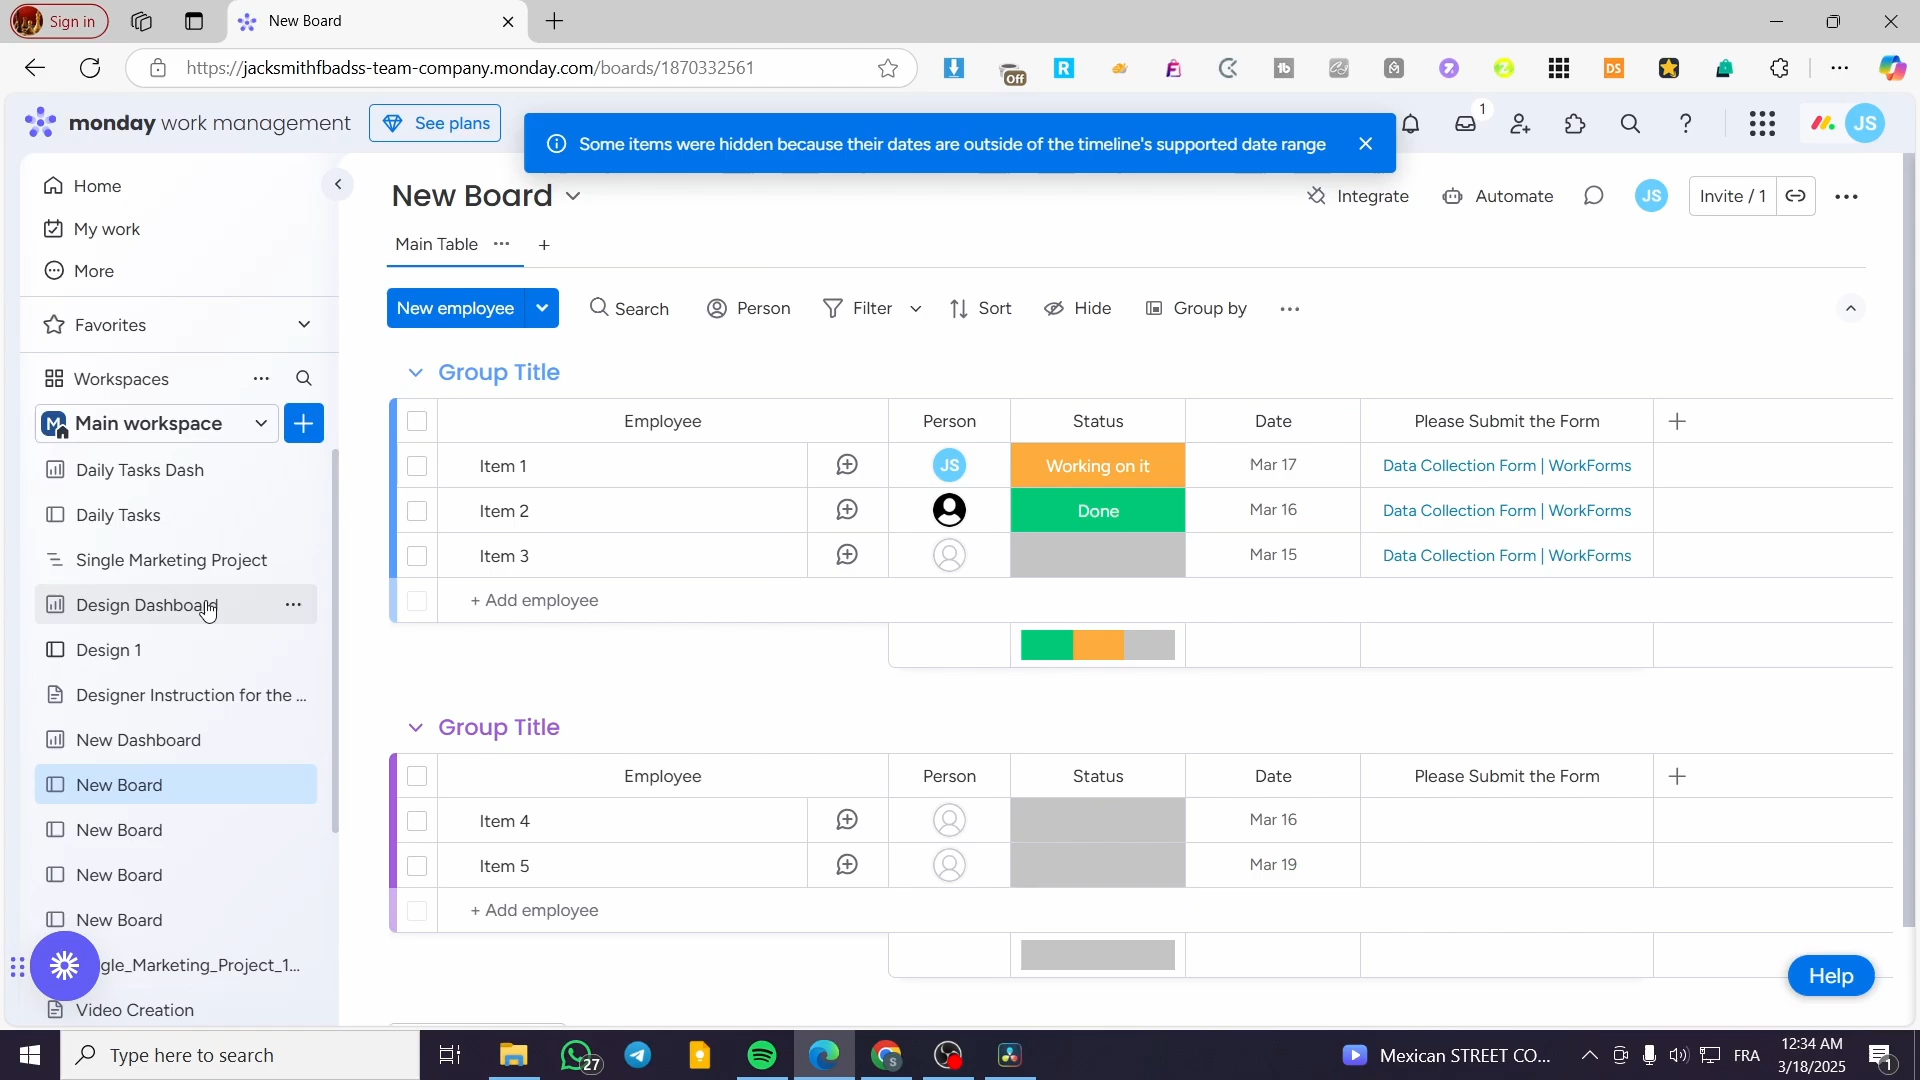 Sign in
New Board
https://jacksmithfbadss-team-company.monday.com/boards/1870332561
Off
R
tb
DS
monday work management
See plans
Some items were hidden because their dates are outside of the timeline's supported date range
1
JS
Home
My work
More
Favorites
Workspaces
M
Main workspace
Daily Tasks Dash
Daily Tasks
Single Marketing Project
Design Dashboard
Design 1
Designer Instruction for the ...
New Dashboard
New Board
New Board
New Board
New Board
gle_Marketing_Project_1...
Video Creation
New Board
Integrate
Automate
JS
Invite / 1
Main Table
New employee
Search
Person
Filter
Sort
Hide
Group by
Group Title
Employee Person Status Date Please Submit the Form
Item 1 JS Working on it Mar 17 Data Collection Form | WorkForms
Item 2 Done Mar 16 Data Collection Form | WorkForms
Item 3 Mar 15 Data Collection Form | WorkForms
+ Add employee
Group Title
Employee Person Status Date Please Submit the Form
Item 4 Mar 16
Item 5 Mar 19
+ Add employee
Help
Type here to search
27
Mexican STREET CO...
FRA
12:34 AM
3/18/2025
1